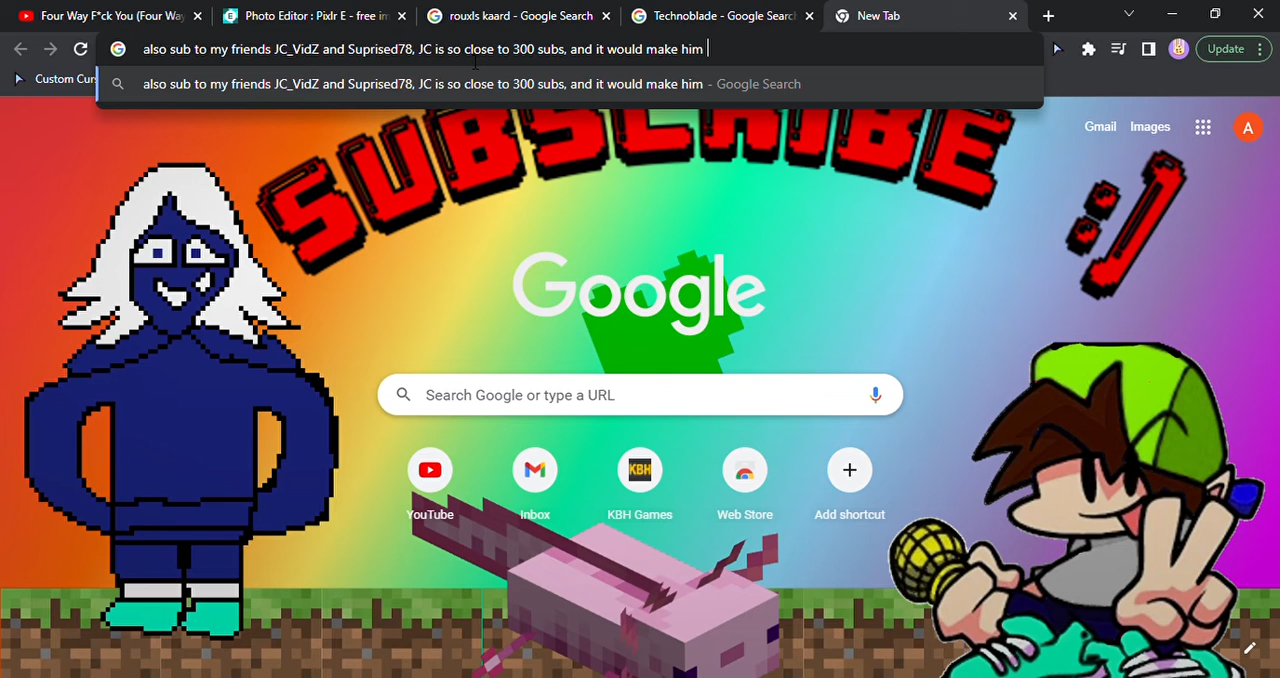 Four Way F*ck You (Four Way
Photo Editor : Pixlr E - free im
rouxls kaard - Google Search
Technoblade - Google Search
New Tab
also sub to my friends JC_VidZ and Suprised78, JC is so close to 300 subs, and it would make him
Update
Custom Curs
also sub to my friends JC_VidZ and Suprised78, JC is so close to 300 subs, and it would make him - Google Search
SUBSCRIBE
:)
Gmail
Images
A
Google
Search Google or type a URL
KBH
YouTube
Inbox
KBH Games
Web Store
Add shortcut